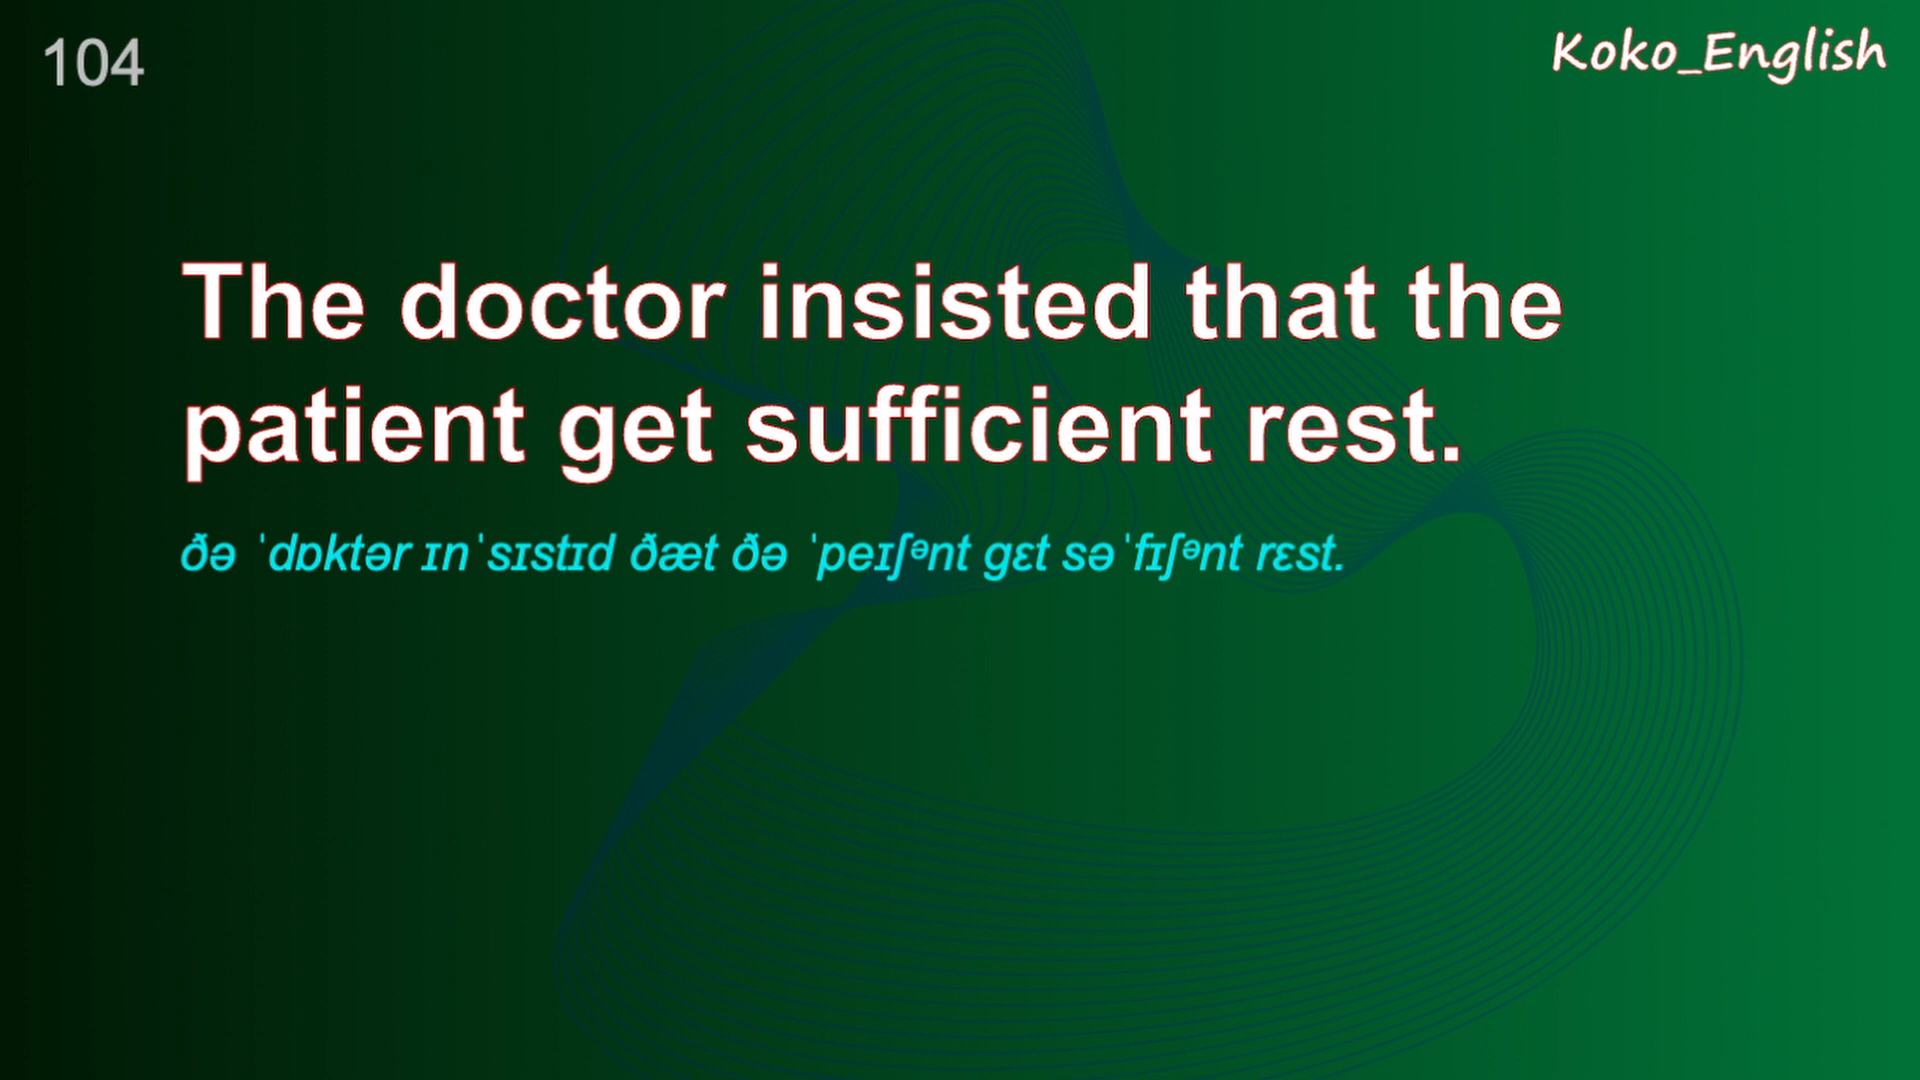 104
Koko_English
The doctor insisted that the
patient get sufficient rest.
ðə ˈdɒktər ɪnˈsɪstɪd ðæt ðə ˈpeɪʃᵊnt gɛt səˈfɪʃᵊnt rɛst.